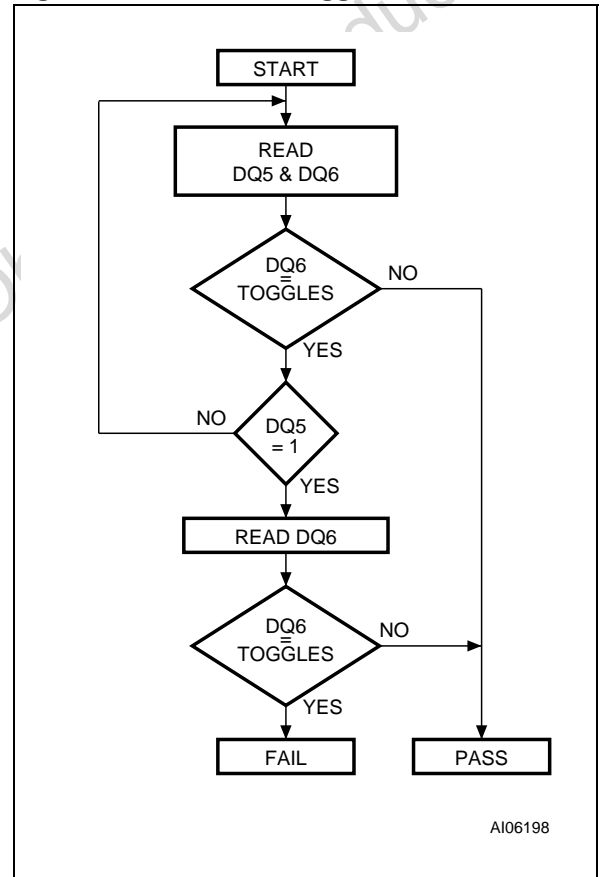 START
READ
DQ5 & DQ6
DQ6
=
TOGGLES
NO
YES
NO
DQ5
= 1
YES
READ DQ6
DQ6
=
TOGGLES
NO
YES
FAIL
PASS
AI06198